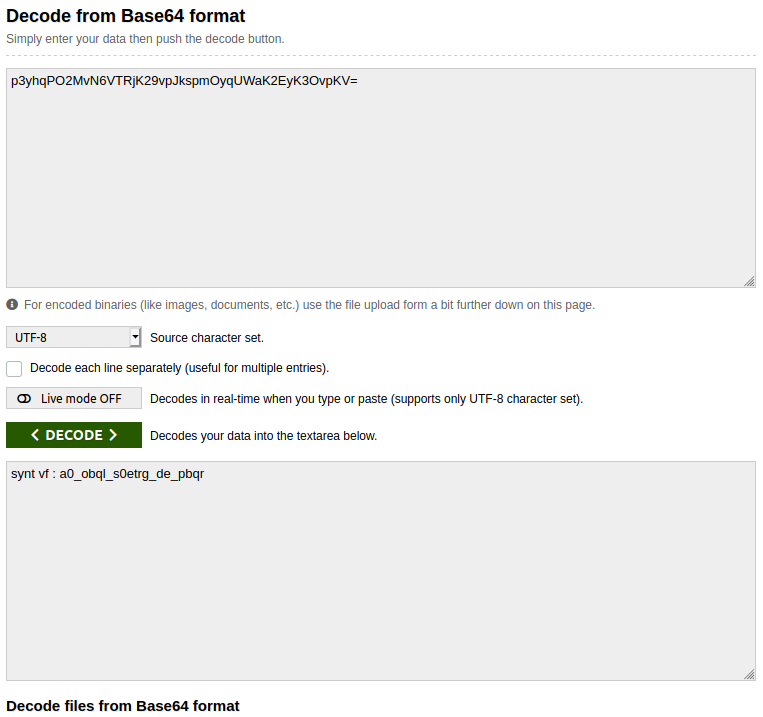 Decode from Base64 format
Simply enter your data then push the decode button.
p3yhqPO2MvN6VTRjK29vpJkspmOyqUWaK2EyK3OvpKV=
For encoded binaries (like images, documents, etc.) use the file upload form a bit further down on this page.
UTF-8 Source character set.
Decode each line separately (useful for multiple entries).
Live mode OFF Decodes in real-time when you type or paste (supports only UTF-8 character set).
< DECODE > Decodes your data into the textarea below.
synt vf : a0_obql_s0etrg_de_pbqr
Decode files from Base64 format